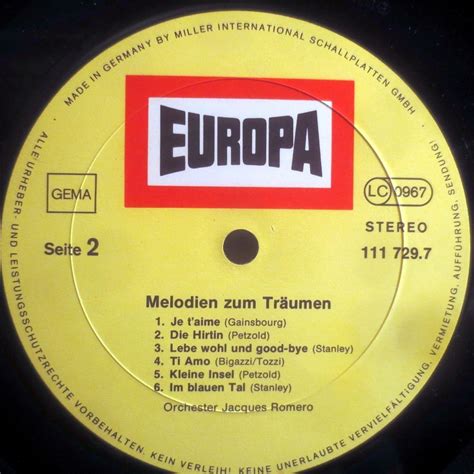 MADE IN GERMANY BY MILLER INTERNATIONAL SCHALLPLATTEN GMBH
EUROPA
GEMA
LC 0967
STEREO
Seite 2
111 729.7
Melodien zum Träumen
1. Je t'aime (Gainsbourg)
2. Die Hirtin (Petzold)
3. Lebe wohl und good-bye (Stanley)
4. Ti Amo (Bigazzi/Tozzi)
5. Kleine Insel (Petzold)
6. Im blauen Tal (Stanley)
Orchester Jacques Romero
ALLE URHEBER- UND LEISTUNGSSCHUTZRECHTE VORBEHALTEN. KEIN VERLEIH! KEINE UNERLAUBTE VERVIELFÄLTIGUNG, VERMIETUNG, AUFFÜHRUNG, SENDUNG!